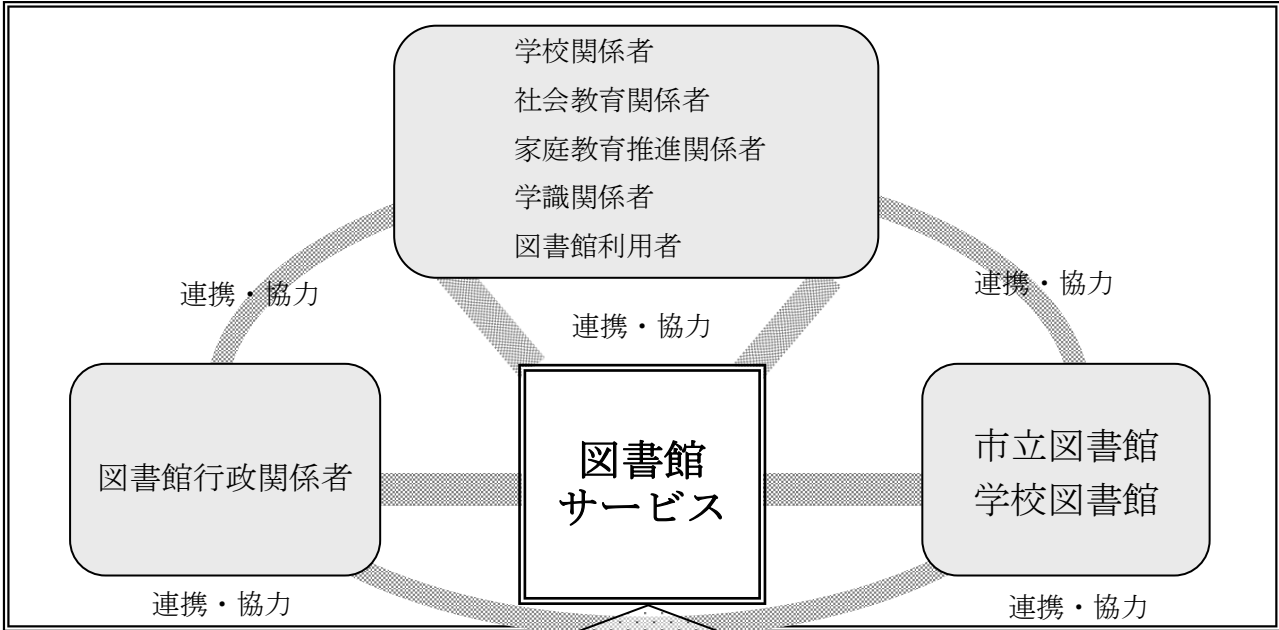 学校関係者
社会教育関係者
家庭教育推進関係者
学識関係者
図書館利用者
連携・協力
連携・協力
連携・協力
図書館行政関係者
図書館
サービス
市立図書館
学校図書館
連携・協力
連携・協力